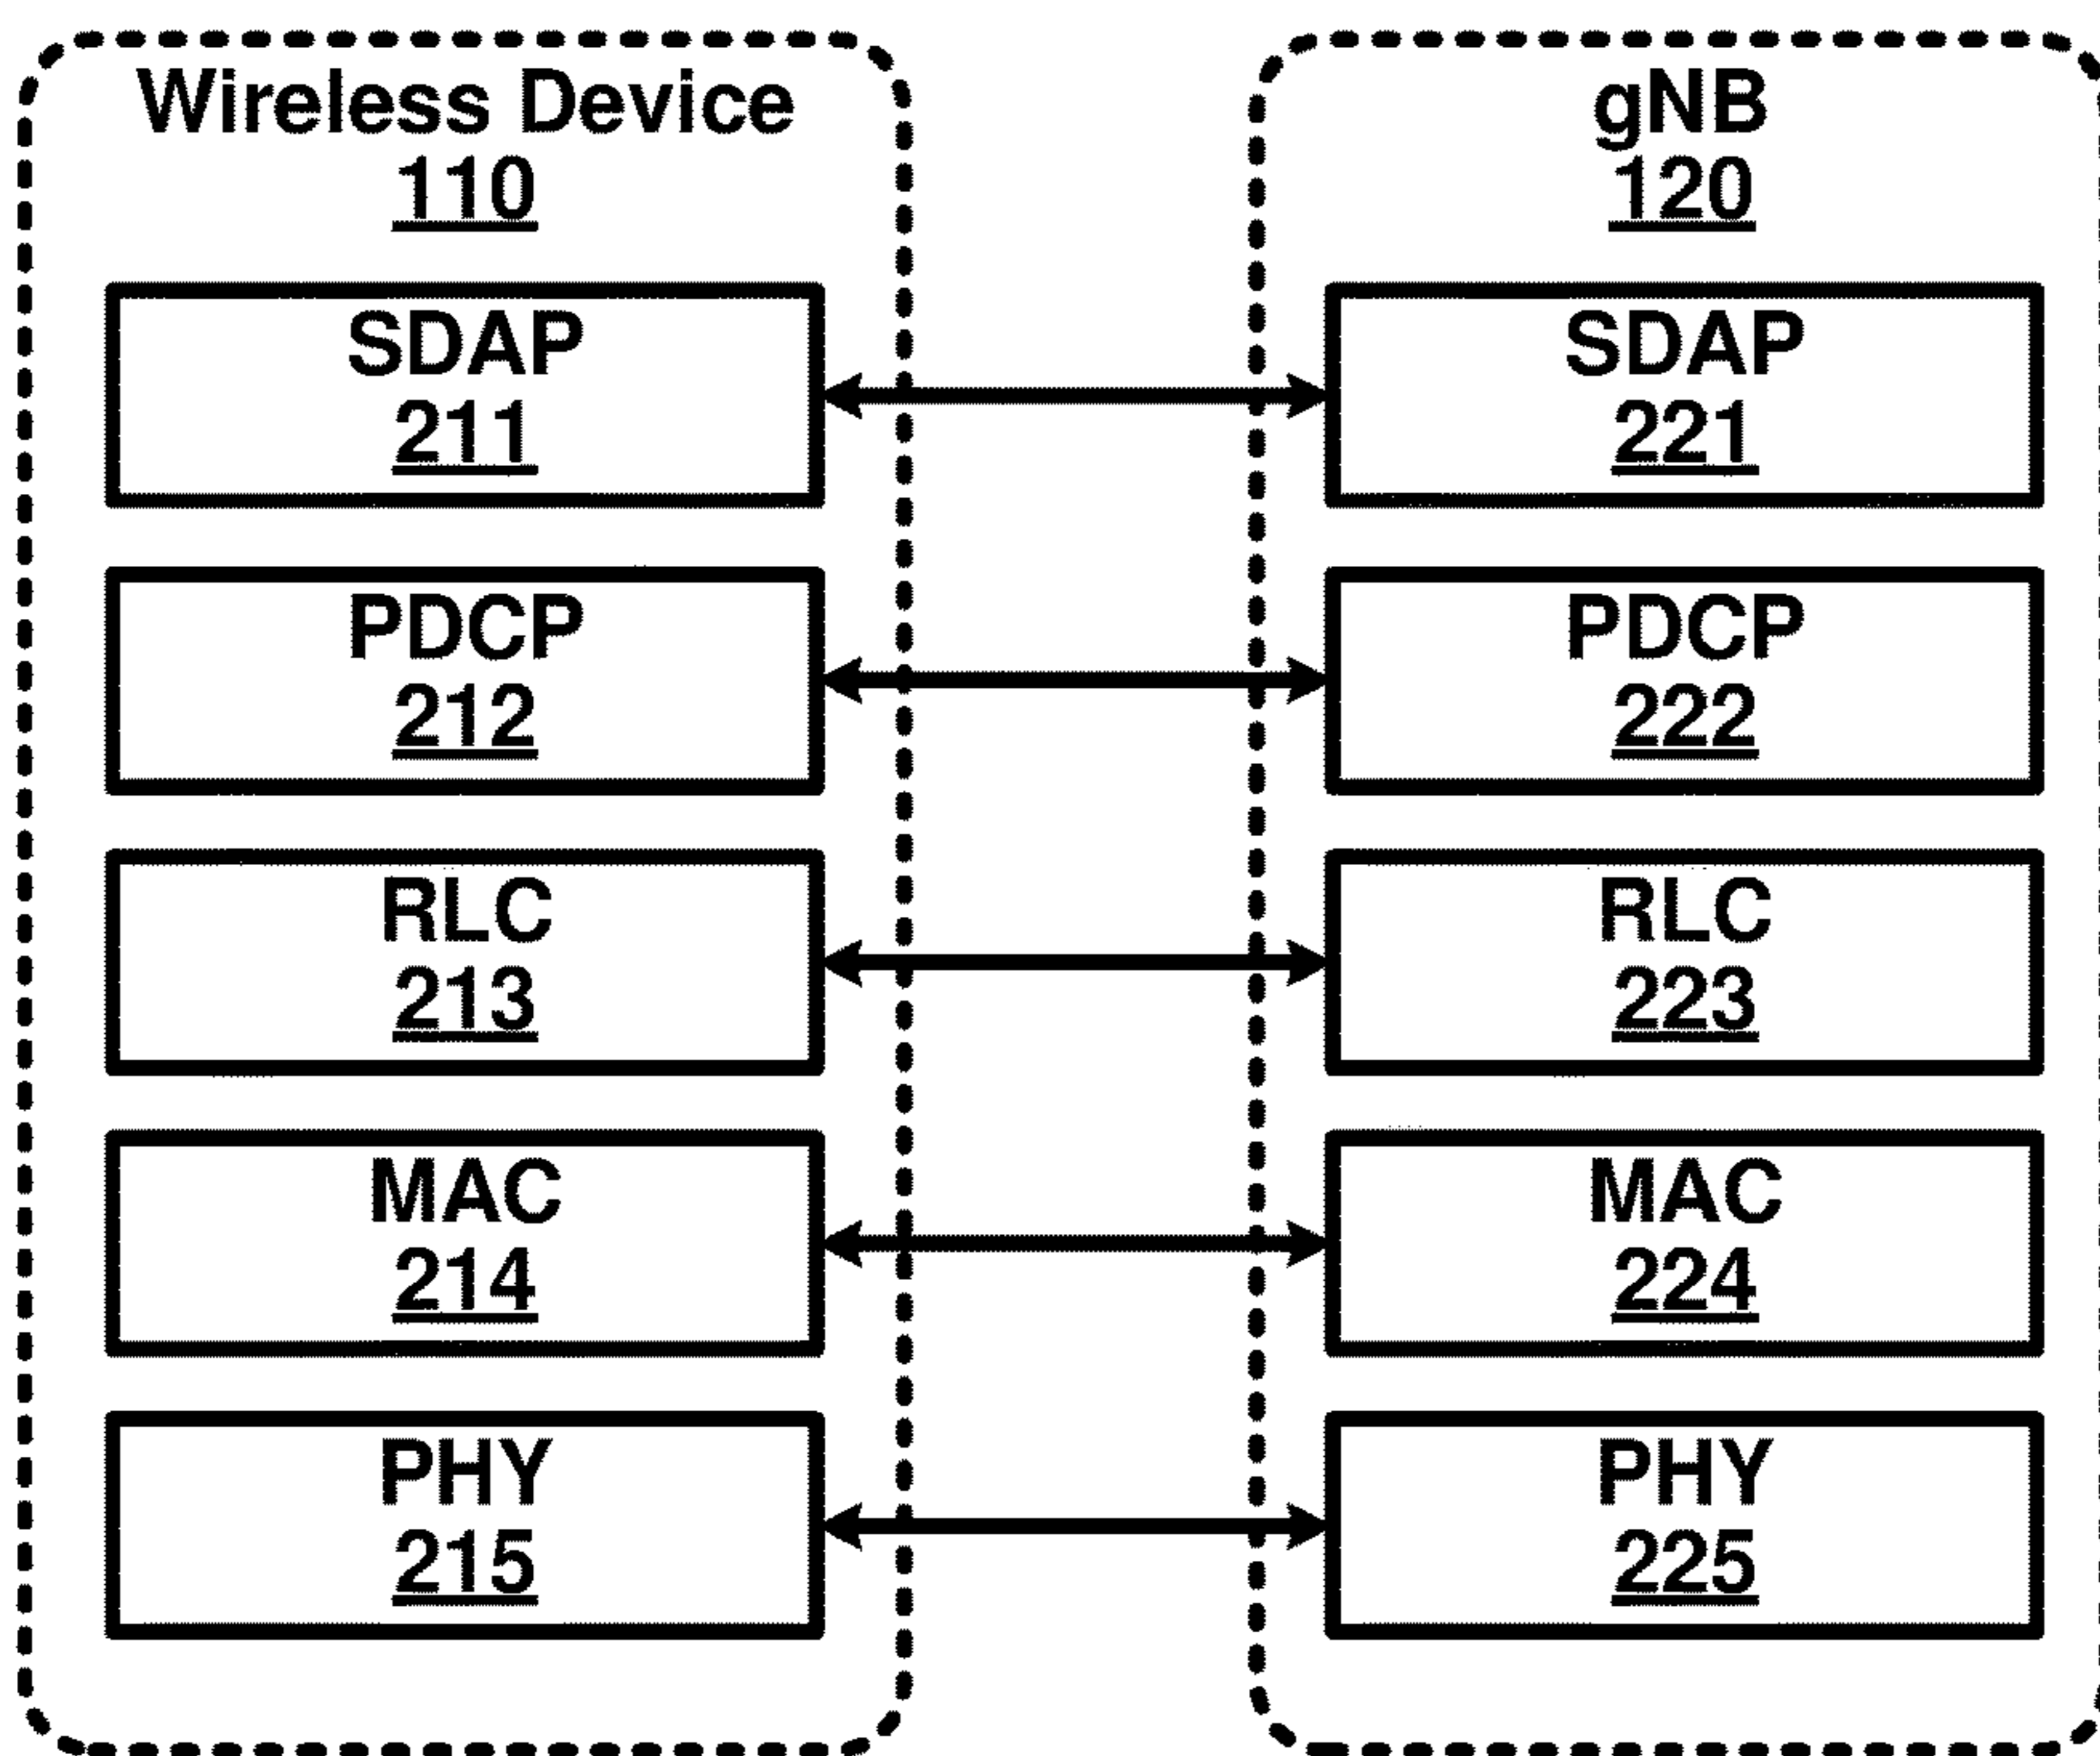 Wireless Device
110
SDAP
211
PDCP
212
RLC
213
MAC
214
PHY
215
gNB
120
SDAP
221
PDCP
222
RLC
223
MAC
224
PHY
225